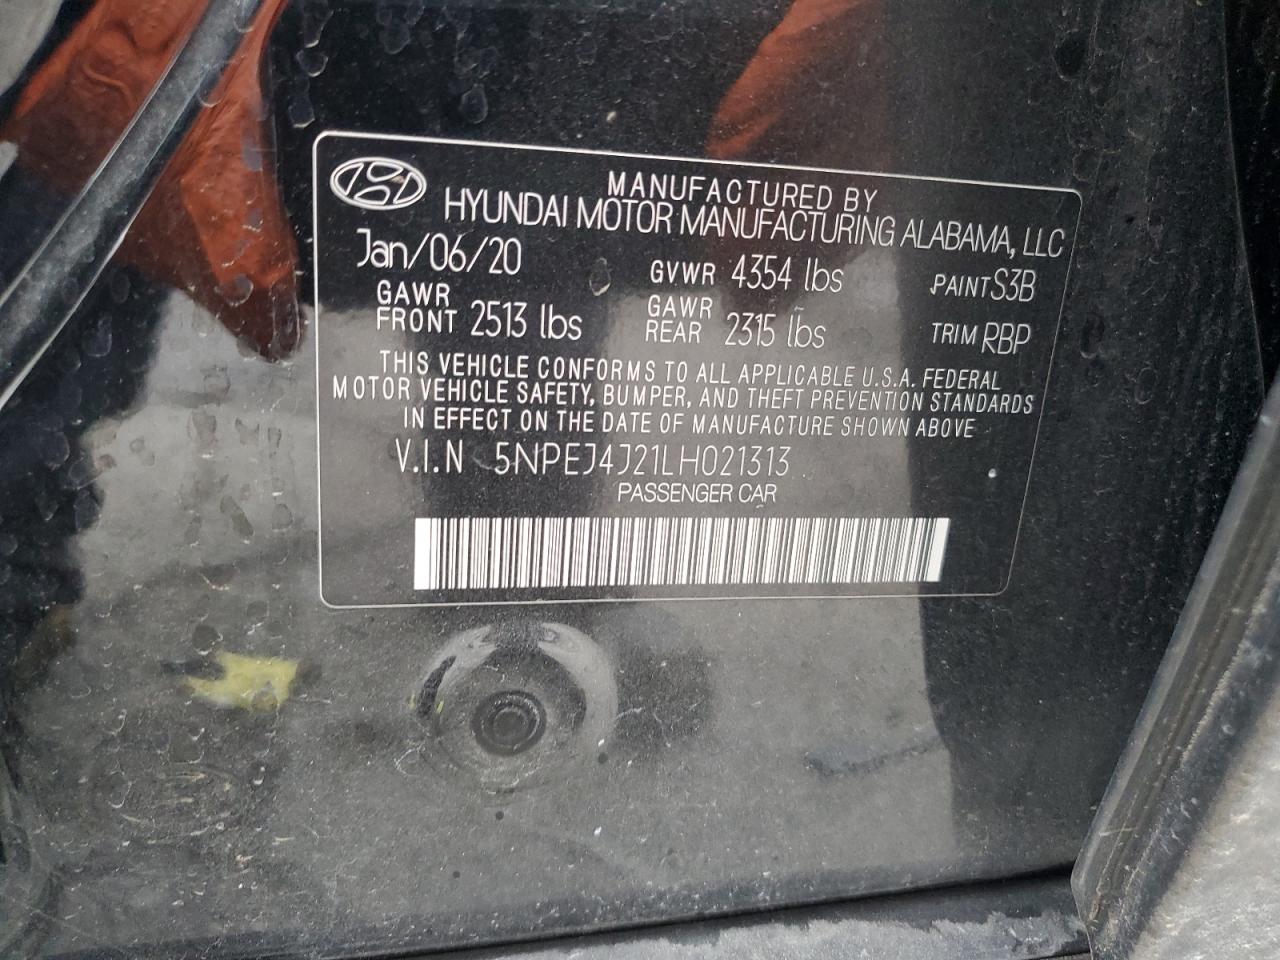 MANUFACTURED BY
HYUNDAI MOTOR MANUFACTURING ALABAMA, LLC
Jan/06/20 GVWR 4354 lbs PAINT S3B
GAWR FRONT 2513 lbs GAWR REAR 2315 lbs TRIM RBP
THIS VEHICLE CONFORMS TO ALL APPLICABLE U.S.A. FEDERAL
MOTOR VEHICLE SAFETY, BUMPER, AND THEFT PREVENTION STANDARDS
IN EFFECT ON THE DATE OF MANUFACTURE SHOWN ABOVE
V.I.N 5NPEJ4J21LH021313
PASSENGER CAR